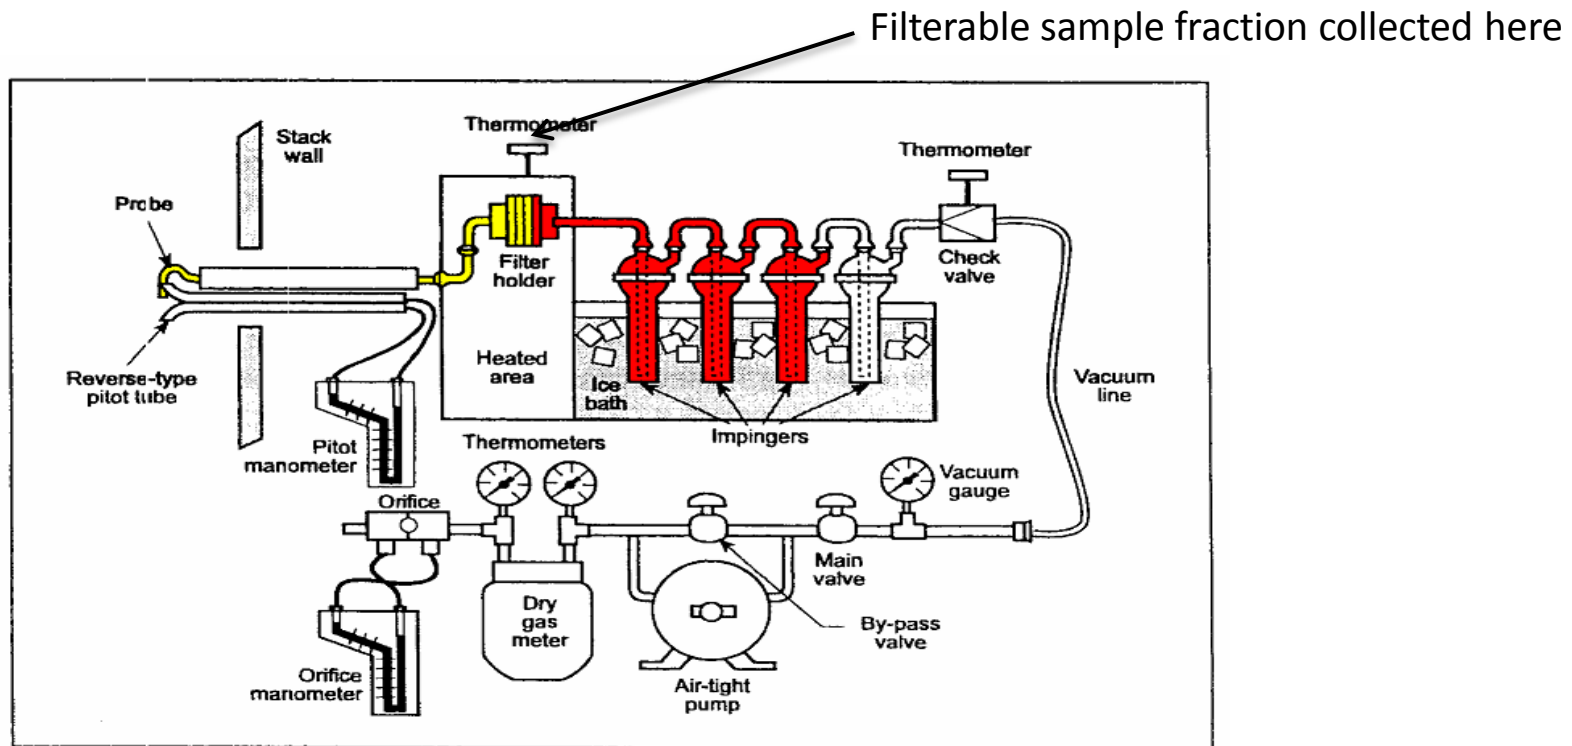 Filterable sample fraction collected here
Thermometer
Stack
wall
Thermometer
Probe
Filter
holder
Check
valve
Heated
area
Ice
bath
Reverse-type
pitot tube
Vacuum
line
Impingers
Pitot
manometer
Thermometers
Vacuum
gauge
Orifice
Main
valve
Dry
gas
meter
By-pass
valve
Orifice
manometer
Air-tight
pump